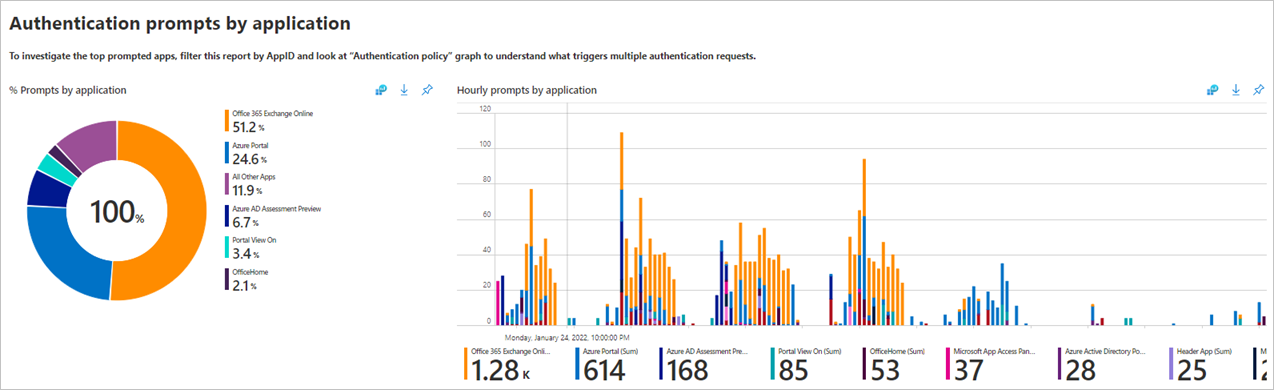 Authentication prompts by application
To investigate the top prompted apps, filter this report by AppID and look at “Authentication policy” graph to understand what triggers multiple authentication requests.
% Prompts by application
100%
Office 365 Exchange Online
51.2 %
Azure Portal
24.6 %
All Other Apps
11.9 %
Azure AD Assessment Preview
6.7 %
Portal View On
3.4 %
OfficeHome
2.1 %
Hourly prompts by application
120
100
80
60
40
20
0
Monday, January 24, 2022, 10:00:00 PM
Office 365 Exchange Onli...
1.28 K
Azure Portal (Sum)
614
Azure AD Assessment Pre...
168
Portal View On (Sum)
85
OfficeHome (Sum)
53
Microsoft App Access Pan...
37
Azure Active Directory Po...
28
Header App (Sum)
25